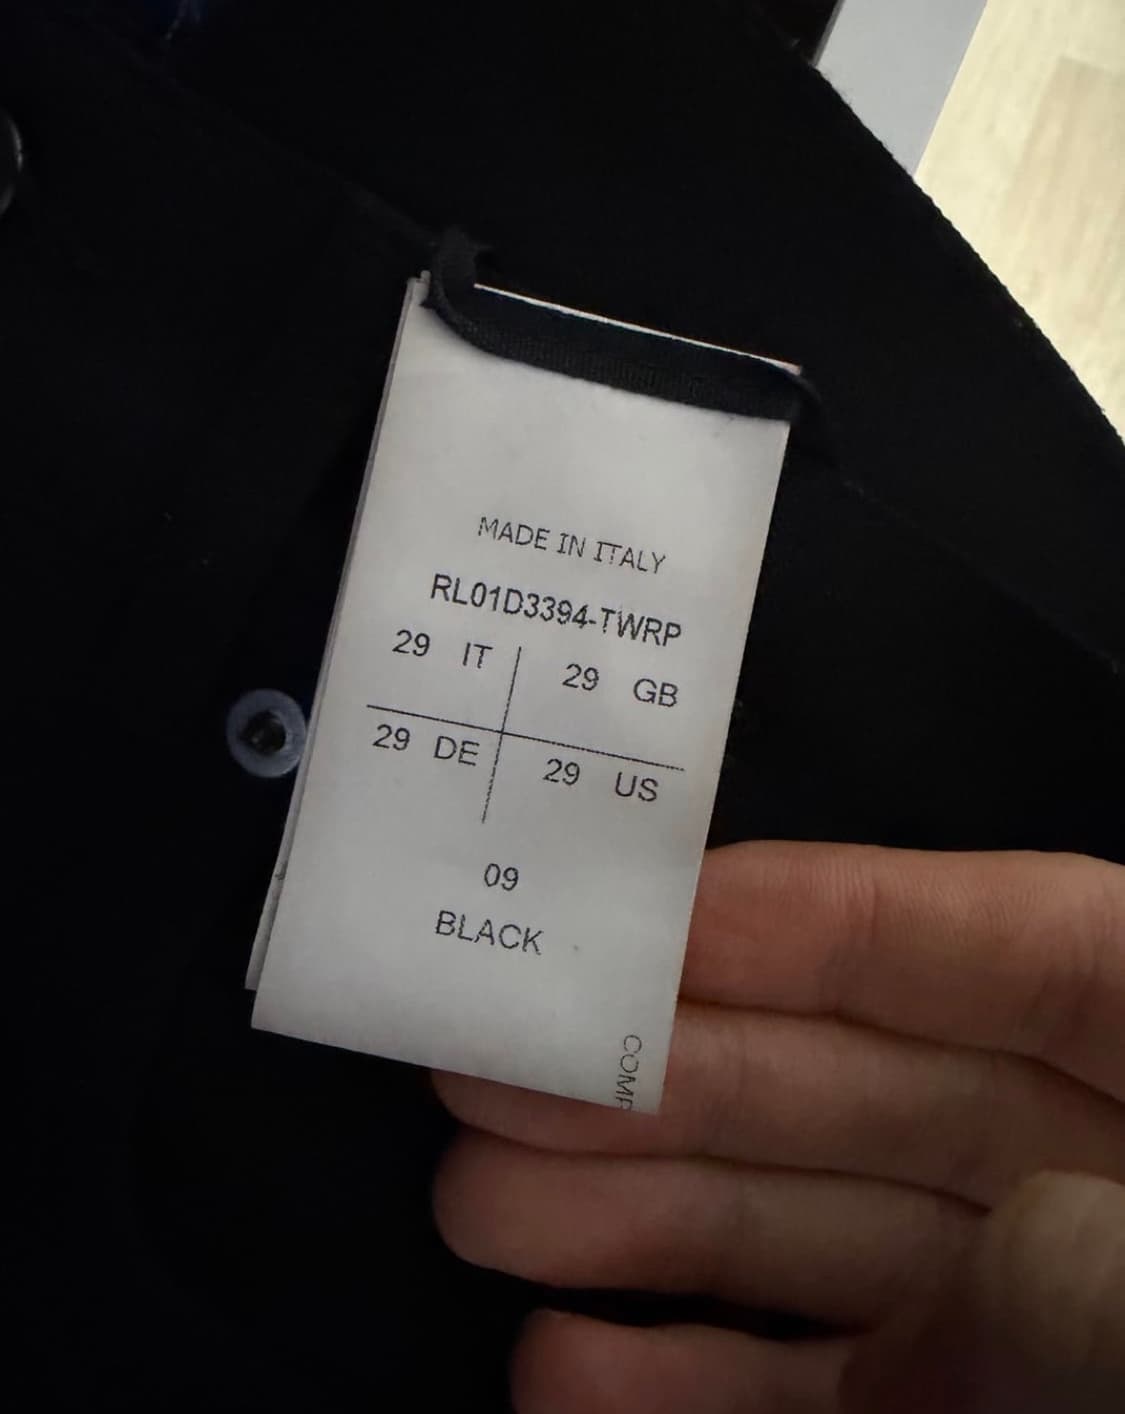 MADE IN ITALY
RL01D3394-TWRP
29 IT 29 GB
29 DE 29 US
09
BLACK
COMP